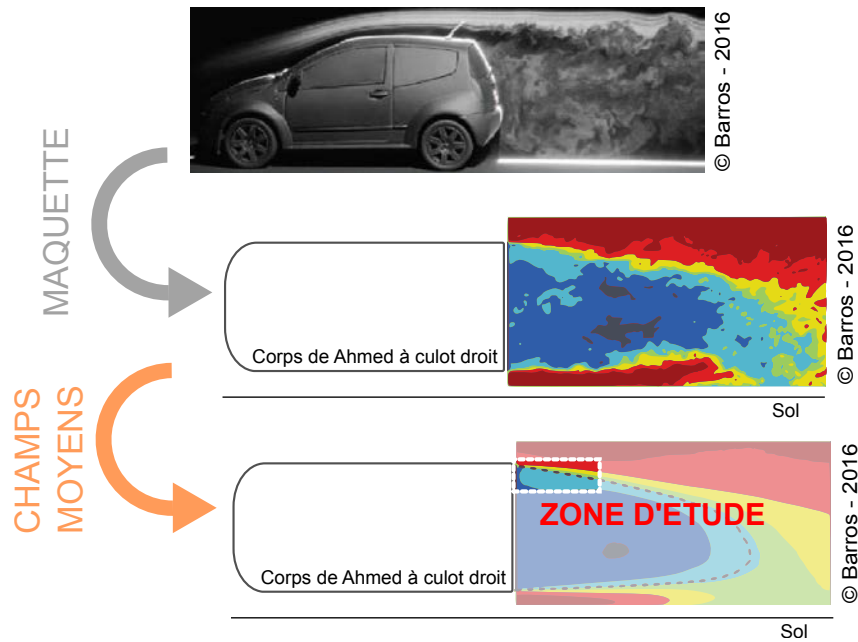 © Barros - 2016
MAQUETTE
Corps de Ahmed à culot droit
© Barros - 2016
Sol
CHAMPS
MOYENS
ZONE D'ETUDE
Corps de Ahmed à culot droit
© Barros - 2016
Sol